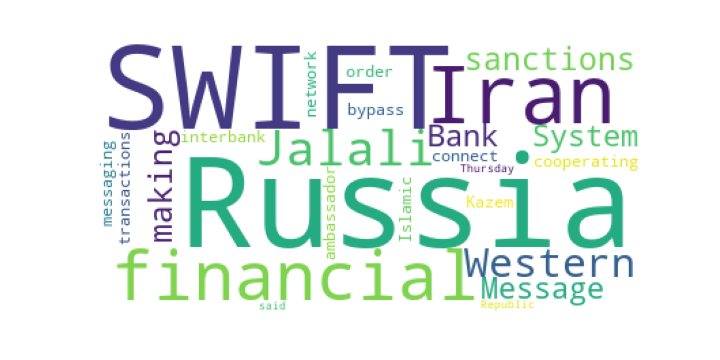 SWIFT
Iran
sanctions
network
order
bypass
messaging
transactions
making
interbank
Jalali
Bank
System
connect
cooperating
Thursday
Russia
ambassador
Islamic
Kazem
financial
Western
Message
said
Republic